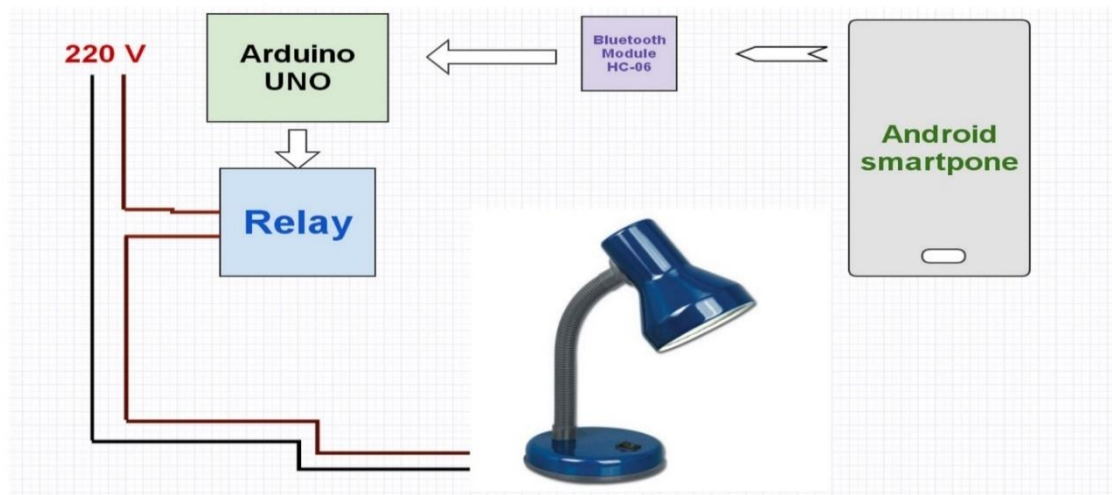 220 V
Arduino
UNO
Bluetooth
Module
HC-06
Android
smartpone
Relay